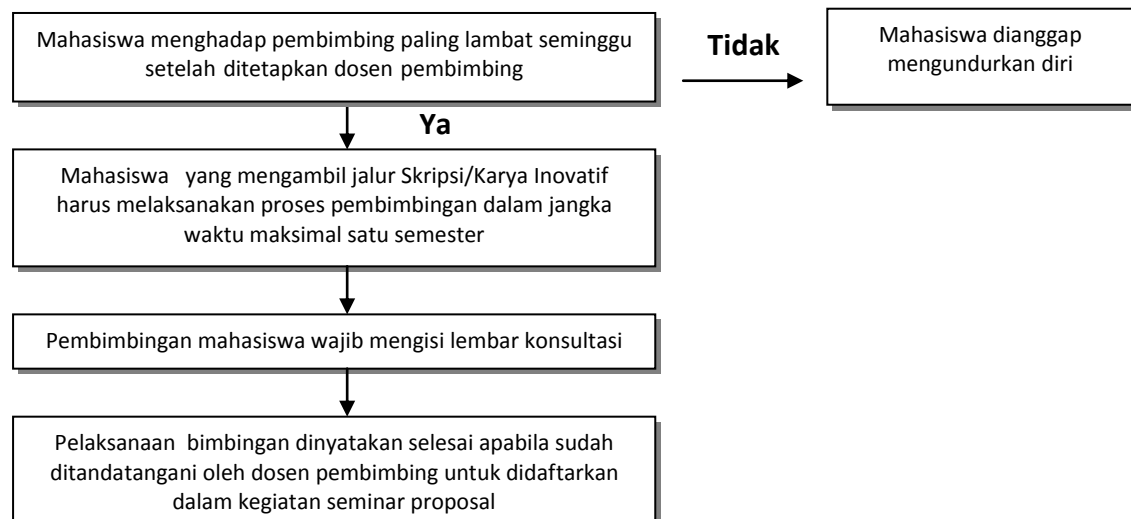 Mahasiswa menghadap pembimbing paling lambat seminggu
setelah ditetapkan dosen pembimbing
Tidak
Mahasiswa dianggap
mengundurkan diri
Ya
Mahasiswa yang mengambil jalur Skripsi/Karya Inovatif
harus melaksanakan proses pembimbingan dalam jangka
waktu maksimal satu semester
Pembimbingan mahasiswa wajib mengisi lembar konsultasi
Pelaksanaan bimbingan dinyatakan selesai apabila sudah
ditandatangani oleh dosen pembimbing untuk didaftarkan
dalam kegiatan seminar proposal